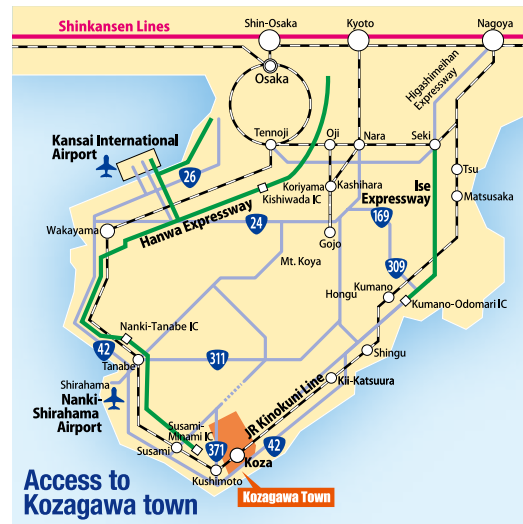 Shinkansen Lines
Shin-Osaka
Kyoto
Nagoya
Osaka
Higashimeihan
Expressway
Kansai International
Airport
Tennoji
Oji
Nara
Seki
26
Tsu
Koriyama
Kashihara
Kishiwada IC
Ise
Expressway
Matsusaka
Wakayama
Hanwa Expressway
24
169
Gojo
Mt. Koya
309
Hongu
Kumano
Kumano-Odomari IC
Nanki-Tanabe IC
42
Tanabe
311
Shingu
Shirahama
Nanki-
Shirahama
Airport
Kii-Katsuura
JR Kinokuni Line
Susami-
Minami IC
Susami
371
42
Koza
Kushimoto
Kozagawa Town
Access to
Kozagawa town